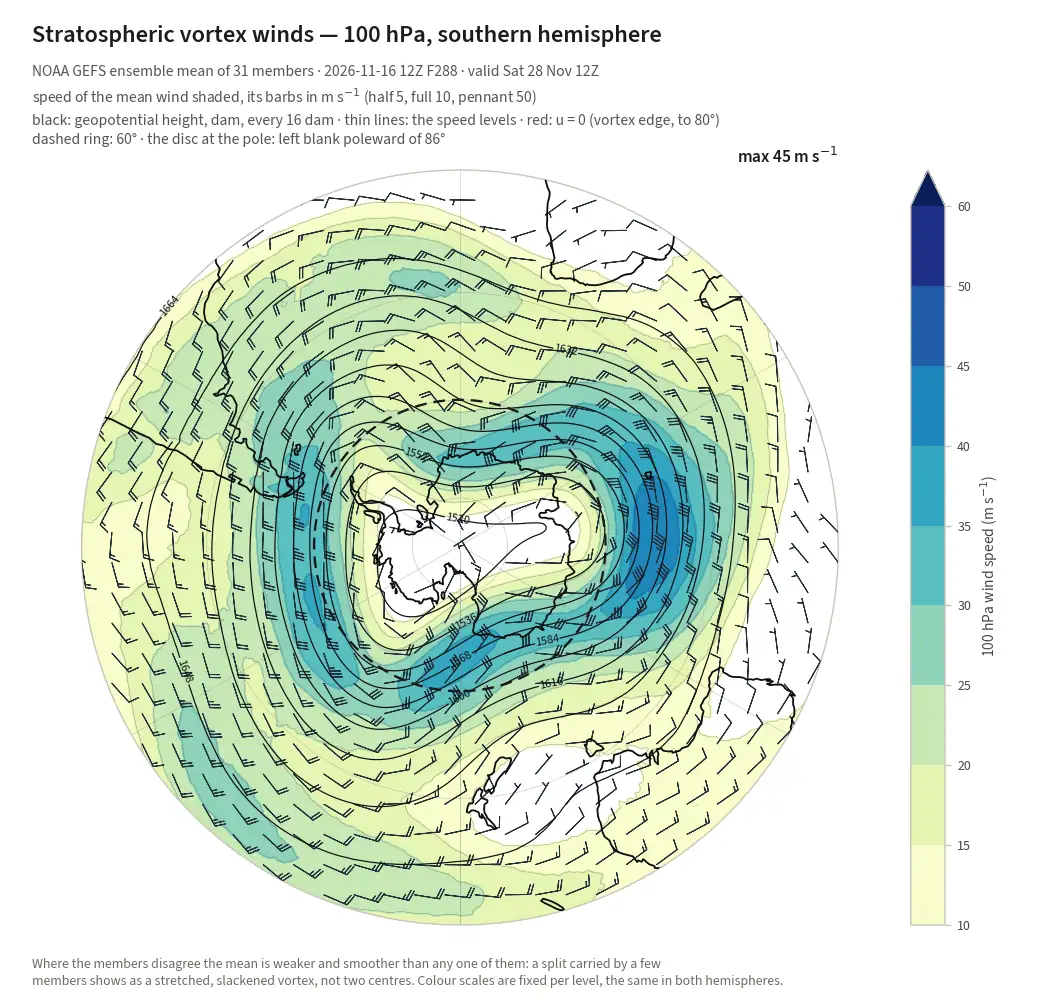 Stratospheric vortex winds — 100 hPa, southern hemisphere
NOAA GEFS ensemble mean of 31 members · 2026-11-16 12Z F288 · valid Sat 28 Nov 12Z
speed of the mean wind shaded, its barbs in m s⁻¹ (half 5, full 10, pennant 50)
black: geopotential height, dam, every 16 dam · thin lines: the speed levels · red: u = 0 (vortex edge, to 80°)
dashed ring: 60° · the disc at the pole: left blank poleward of 86°
max 45 m s⁻¹
60
50
45
40
35
30
25
20
15
10
100 hPa wind speed (m s⁻¹)
1664
1632
1552
1536
1584
1568
1600
1616
1648
Where the members disagree the mean is weaker and smoother than any one of them: a split carried by a few
members shows as a stretched, slackened vortex, not two centres. Colour scales are fixed per level, the same in both hemispheres.